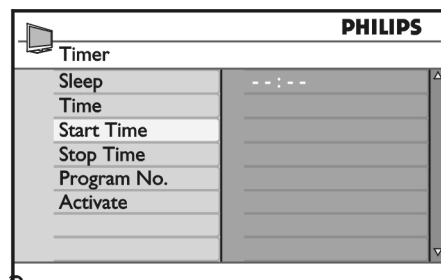 PHILIPS
Timer
Sleep
--:--
Time
Start Time
Stop Time
Program No.
Activate